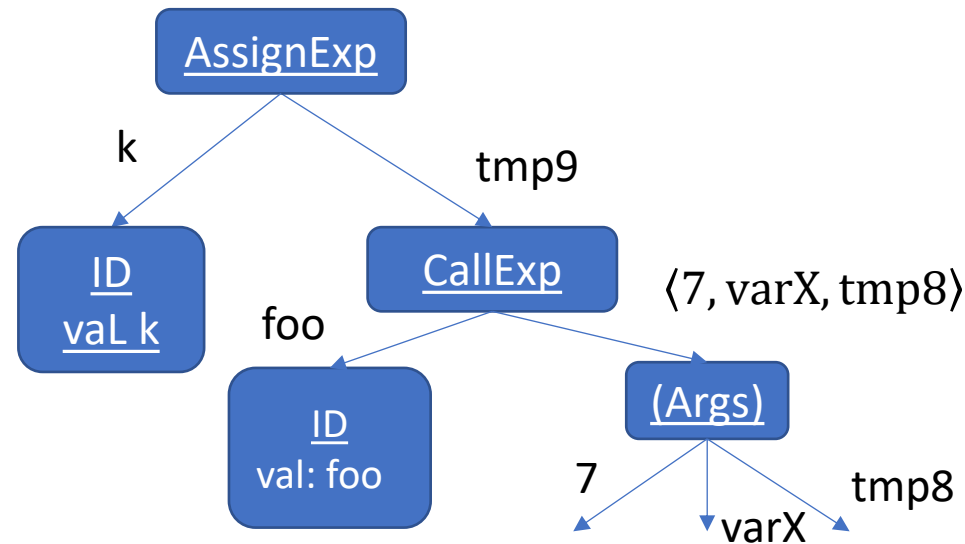 AssignExp
k
tmp9
ID
vaL k
CallExp
⟨7, varX, tmp8⟩
foo
ID
val: foo
(Args)
7
varX
tmp8